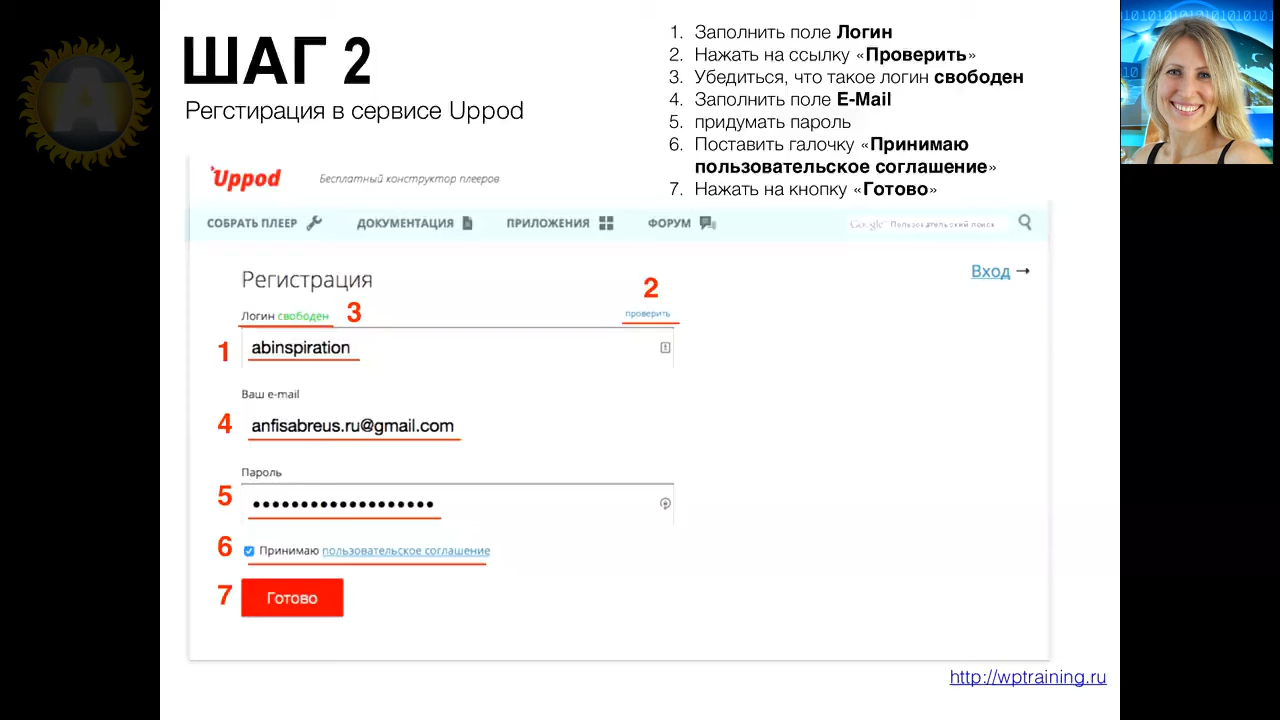 ШАГ 2
Регстирация в сервисе Uppod
1. Заполнить поле Логин
2. Нажать на ссылку «Проверить»
3. Убедиться, что такое логин свободен
4. Заполнить поле E-Mail
5. придумать пароль
6. Поставить галочку «Принимаю
пользовательское соглашение»
7. Нажать на кнопку «Готово»
Uppod
Бесплатный конструктор плееров
СОБРАТЬ ПЛЕЕР ДОКУМЕНТАЦИЯ ПРИЛОЖЕНИЯ ФОРУМ Google Пользовательский поиск
Вход →
Регистрация
2
Логин свободен 3 проверить
1 abinspiration
Ваш e-mail
4 anfisabreus.ru@gmail.com
Пароль
5 ••••••••••••••••••
6 Принимаю пользовательское соглашение
7 Готово
http://wptraining.ru
A